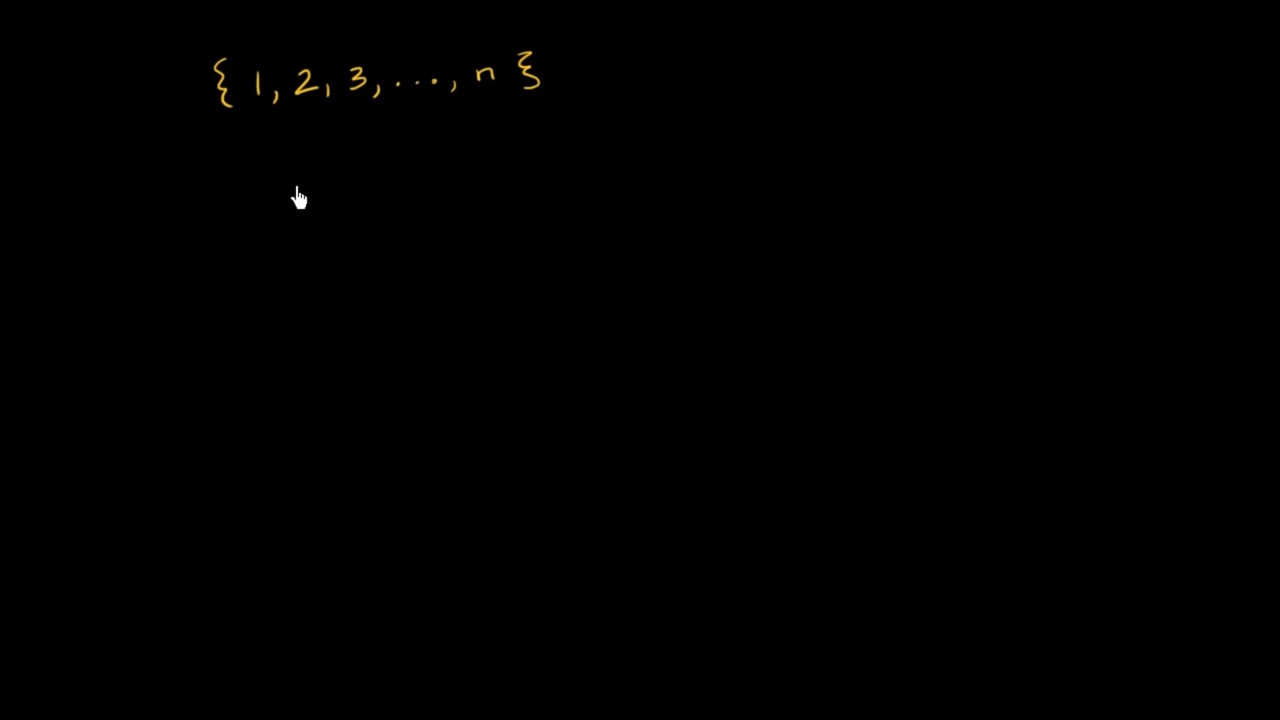 { 1, 2, 3, ..., n }